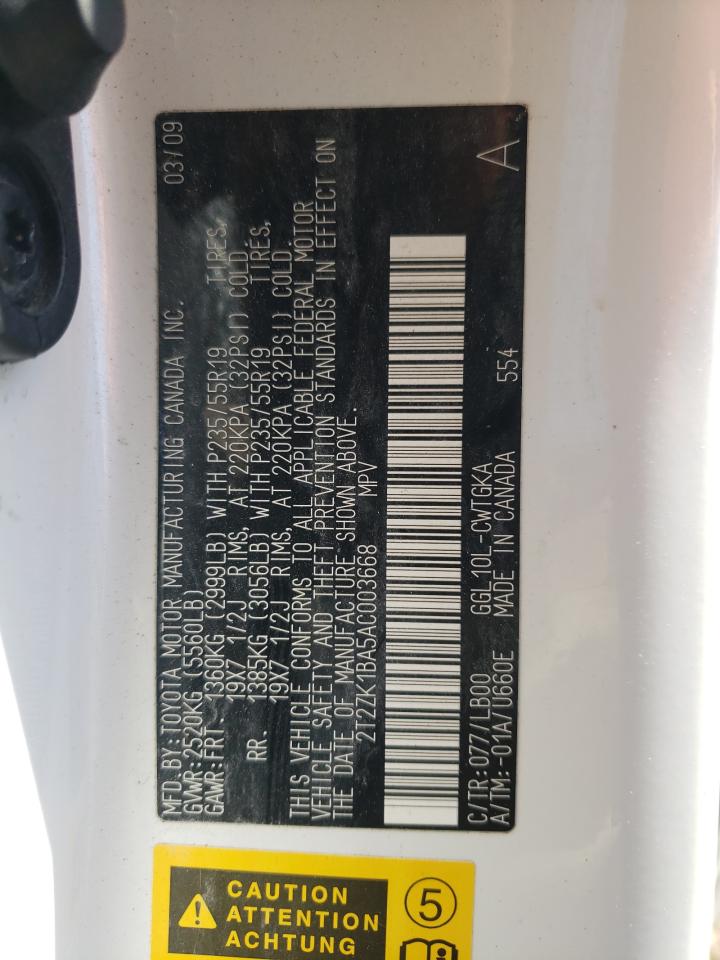 MFD.BY:TOYOTA MOTOR MANUFACTURING CANADA INC. 03/09
GVWR:2520KG (5560LB)
GAWR:FRT 1360KG (2999LB) WITH P235/55R19 TIRES,
19X7 1/2J RIMS, AT 220KPA (32PSI) COLD.
RR. 1385KG (3056LB) WITH P235/55R19 TIRES,
19X7 1/2J RIMS, AT 220KPA (32PSI) COLD.
THIS VEHICLE CONFORMS TO ALL APPLICABLE FEDERAL MOTOR
VEHICLE SAFETY AND THEFT PREVENTION STANDARDS IN EFFECT ON
THE DATE OF MANUFACTURE SHOWN ABOVE.
2T2ZK1BA5AC003668 MPV
A
C/TR:077/LB00 GGL10L-CWTGKA
A/TM:-01A/U660E MADE IN CANADA 554
CAUTION
ATTENTION
ACHTUNG
5